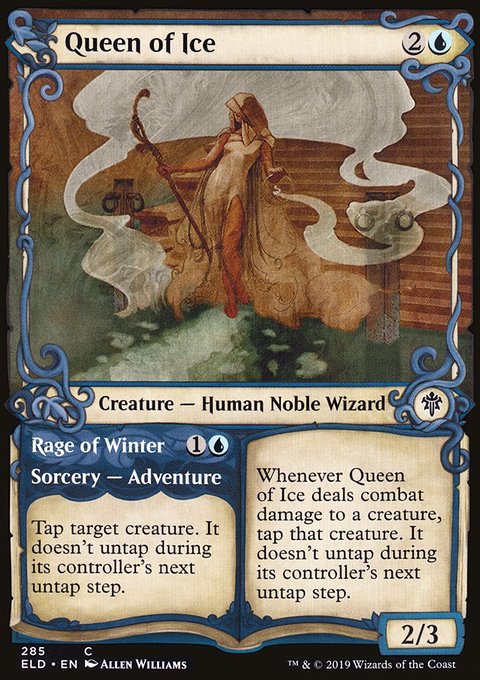 Queen of Ice 2
Creature — Human Noble Wizard
Rage of Winter 1
Sorcery — Adventure
Tap target creature. It
doesn't untap during
its controller's next
untap step.
Whenever Queen
of Ice deals combat
damage to a creature,
tap that creature. It
doesn't untap during
its controller's next
untap step.
2/3
285 C
ELD • EN Allen Williams
™ & © 2019 Wizards of the Coast